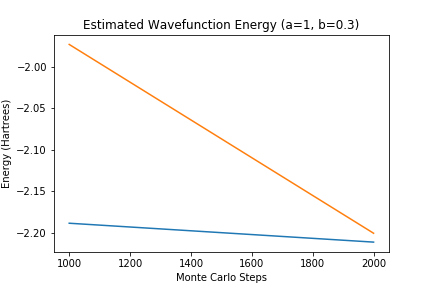 Estimated Wavefunction Energy (a=1, b=0.3)
Energy (Hartrees)
−2.00
−2.05
−2.10
−2.15
−2.20
1000 1200 1400 1600 1800 2000
Monte Carlo Steps